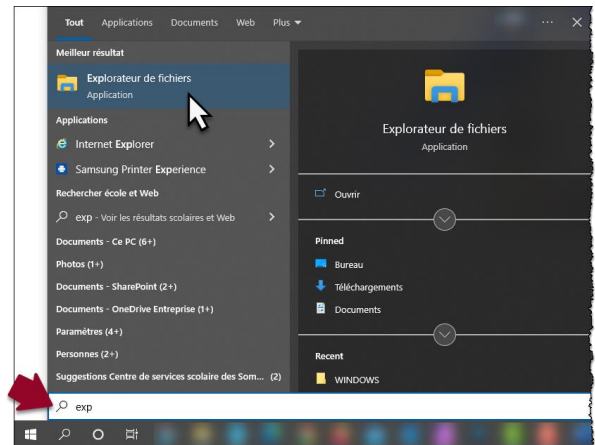 Tout Applications Documents Web Plus
Meilleur résultat
Explorateur de fichiers
Application
Applications
Internet Explorer
Samsung Printer Experience
Rechercher école et Web
exp - Voir les résultats scolaires et Web
Documents - Ce PC (6+)
Photos (1+)
Documents - SharePoint (2+)
Documents - OneDrive Entreprise (1+)
Paramètres (4+)
Personnes (2+)
Suggestions Centre de services scolaire des Som... (2)
Explorateur de fichiers
Application
Ouvrir
Pinned
Bureau
Téléchargements
Documents
Recent
WINDOWS
exp